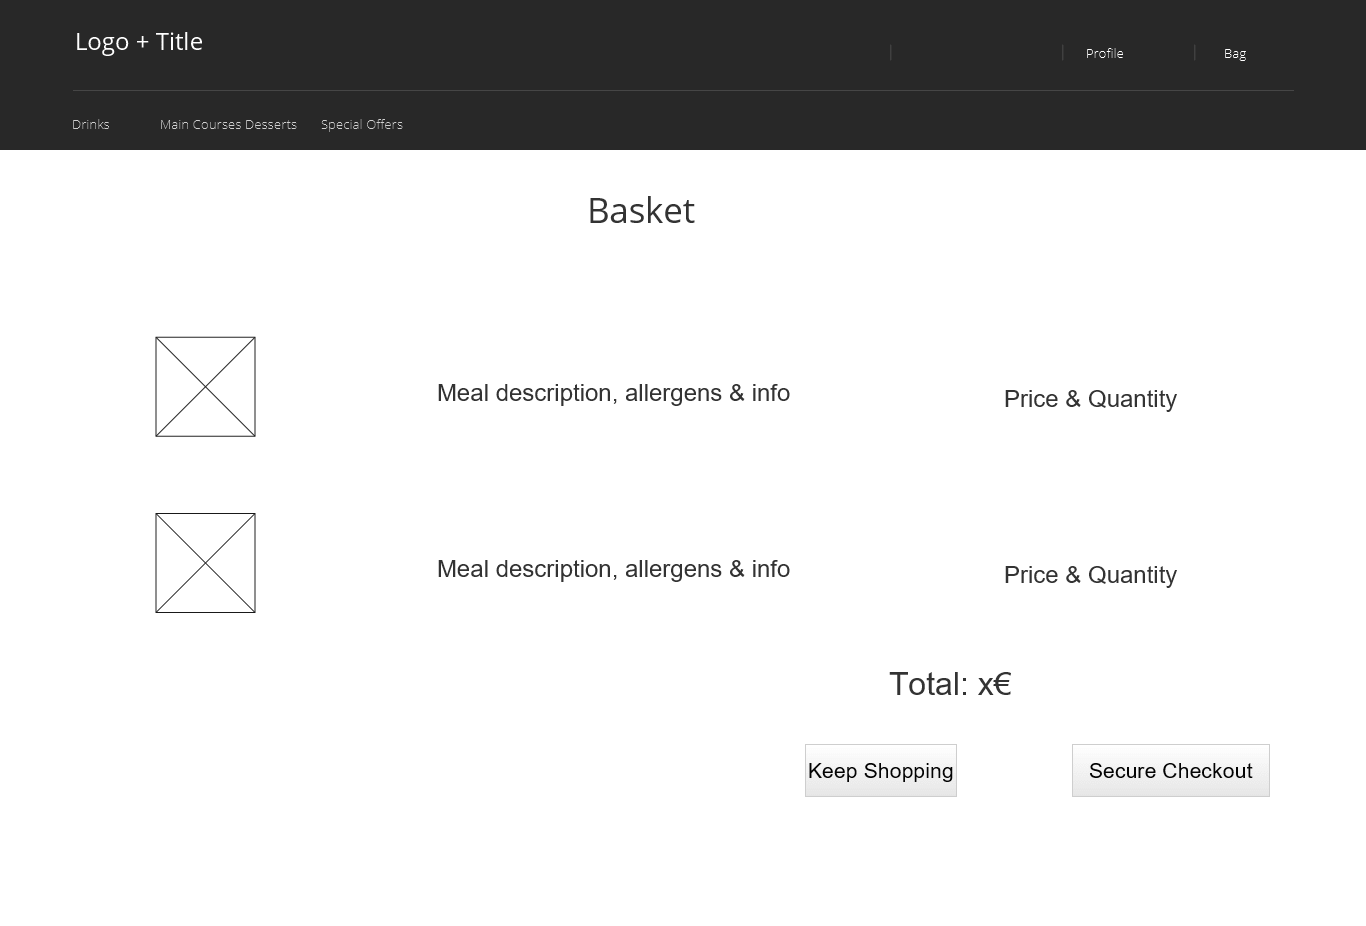 Logo + Title
Profile
Bag
Drinks
Main Courses Desserts
Special Offers
Basket
Meal description, allergens & info
Price & Quantity
Meal description, allergens & info
Price & Quantity
Total: x€
Keep Shopping
Secure Checkout